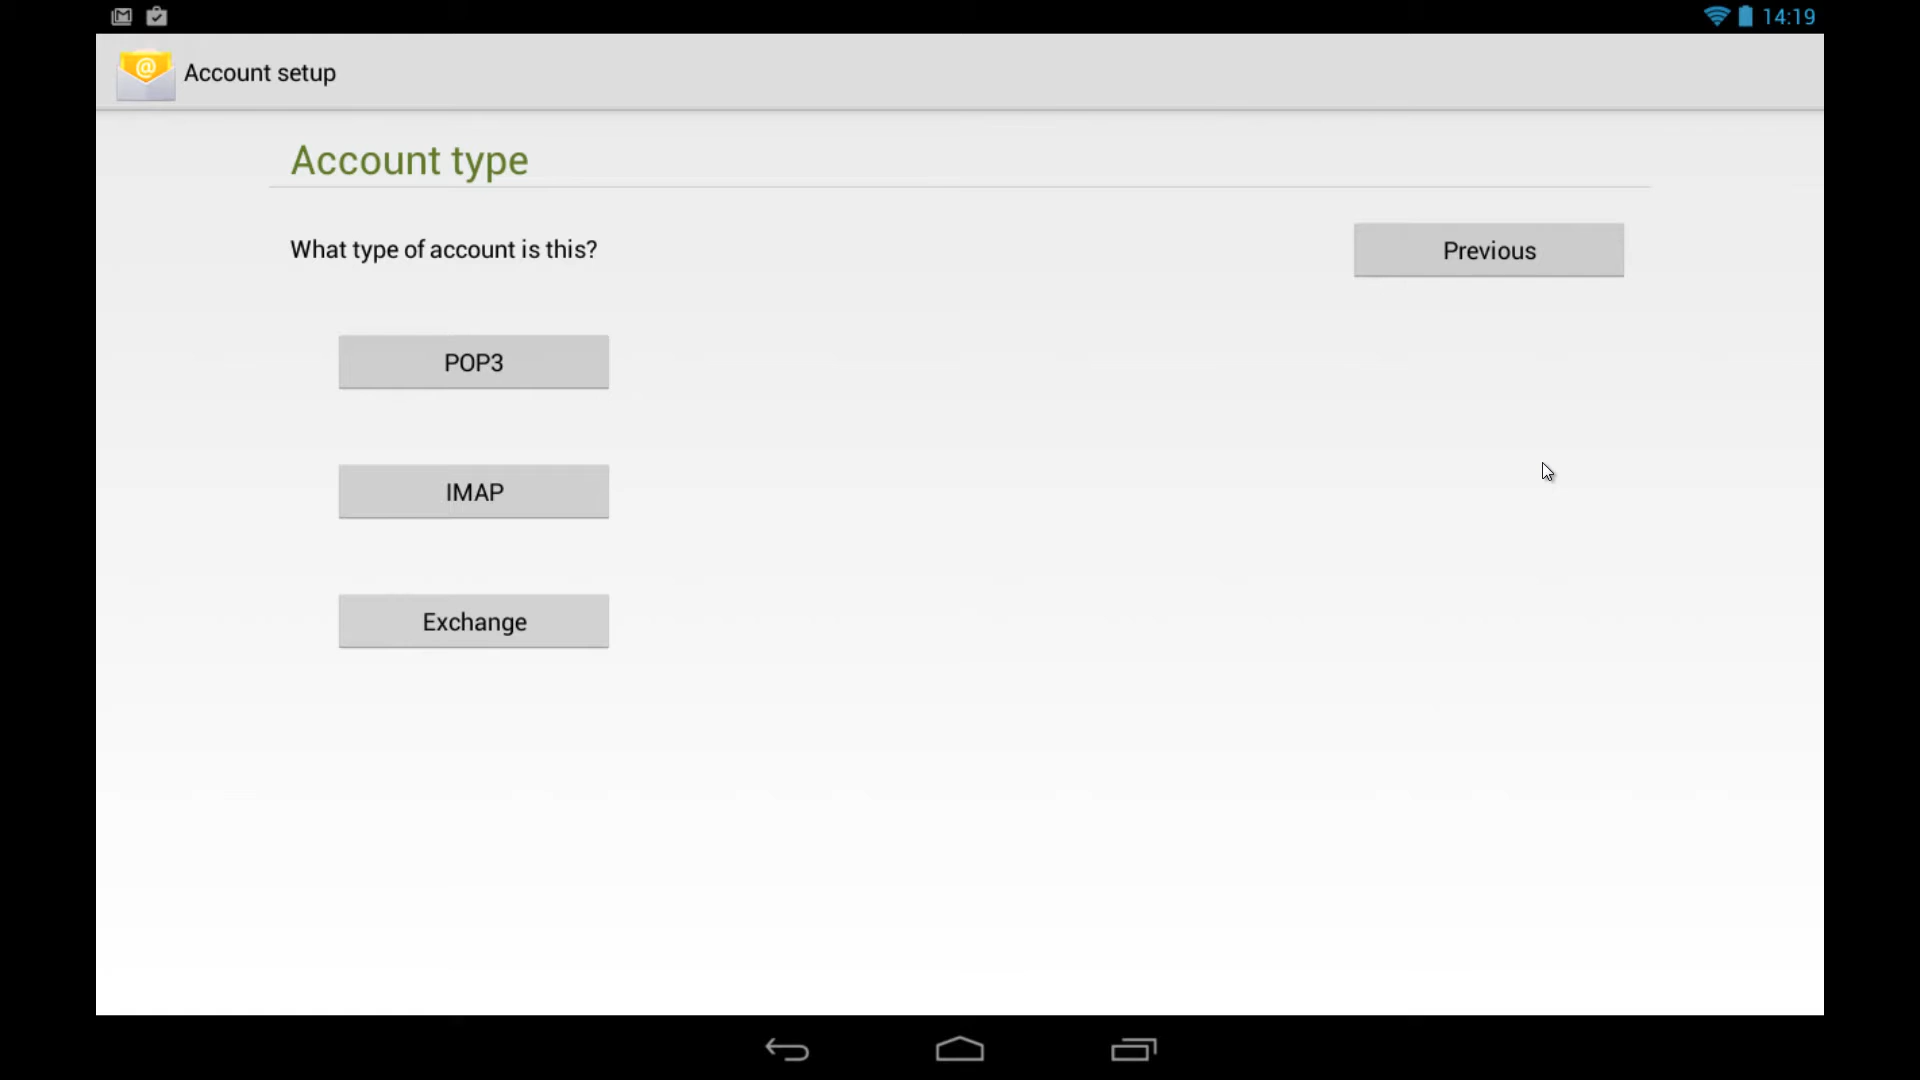 14:19
@ Account setup
Account type
What type of account is this?
Previous
POP3
IMAP
Exchange